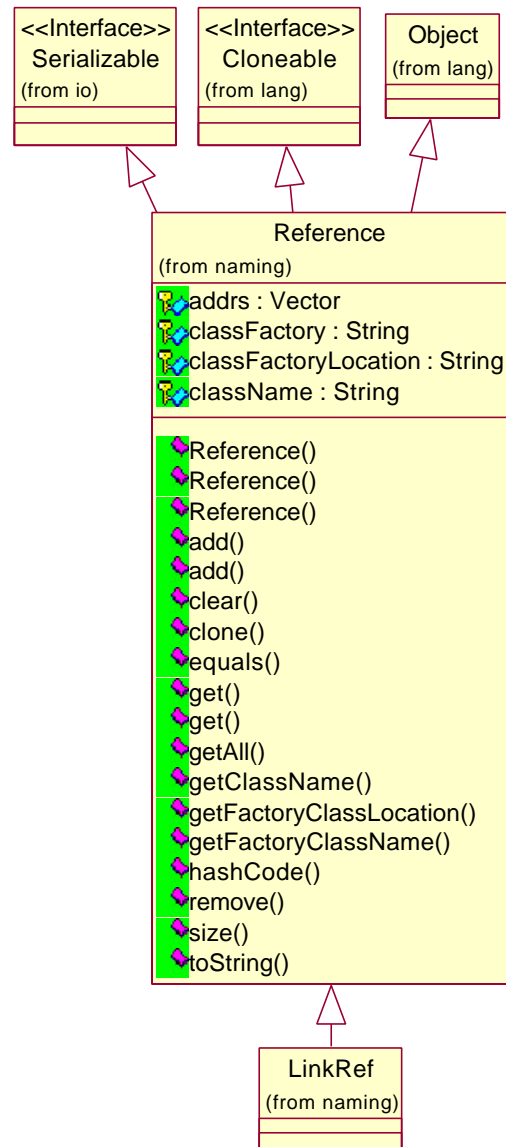 <<Interface>>
Serializable
(from io)
<<Interface>>
Cloneable
(from lang)
Object
(from lang)
Reference
(from naming)
addrs : Vector
classFactory : String
classFactoryLocation : String
className : String
Reference()
Reference()
Reference()
add()
add()
clear()
clone()
equals()
get()
get()
getAll()
getClassName()
getFactoryClassLocation()
getFactoryClassName()
hashCode()
remove()
size()
toString()
LinkRef
(from naming)